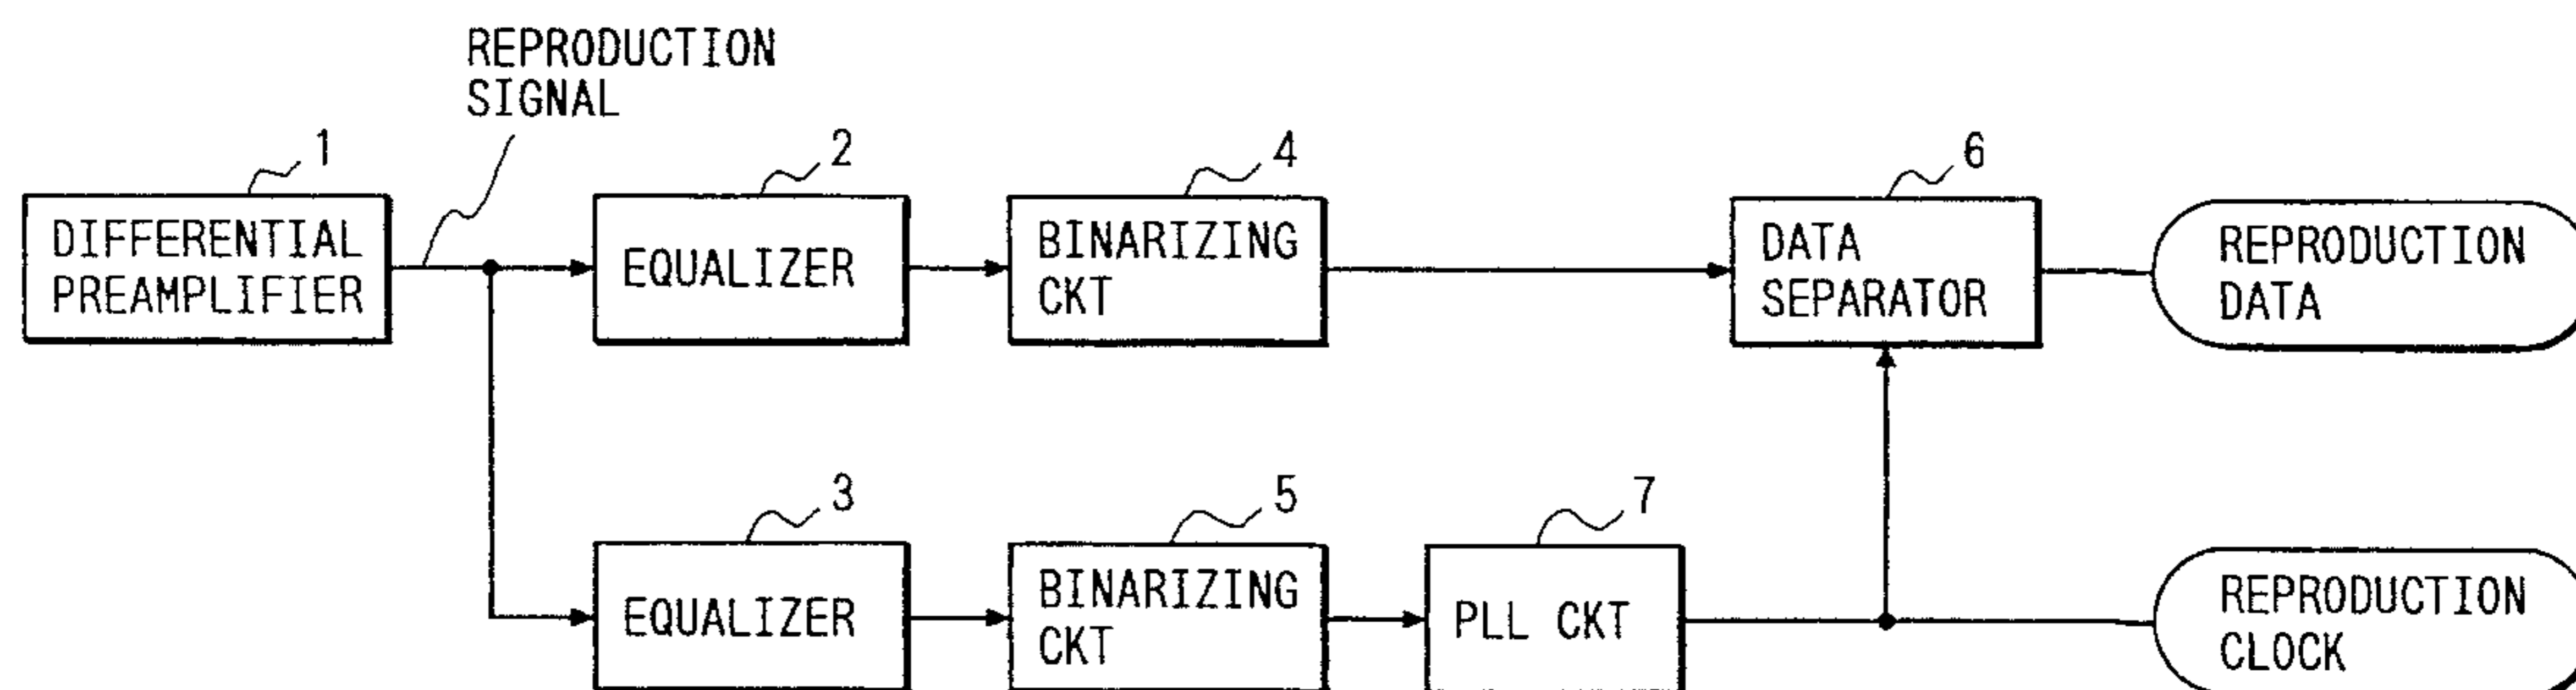 REPRODUCTION
SIGNAL
1
2
4
6
DIFFERENTIAL
PREAMPLIFIER
EQUALIZER
BINARIZING
CKT
DATA
SEPARATOR
REPRODUCTION
DATA
3
5
7
EQUALIZER
BINARIZING
CKT
PLL CKT
REPRODUCTION
CLOCK